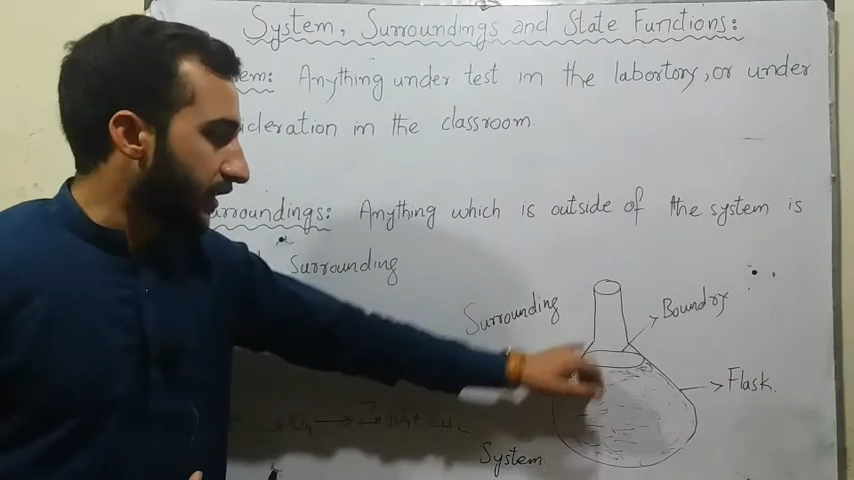 System, Surroundings and State Functions:
em: Anything under test in the labortory, or under
ideration in the classroom
rroundings: Anything which is outside of the system is
Surrounding
Surrounding
Boundry
Flask.
System